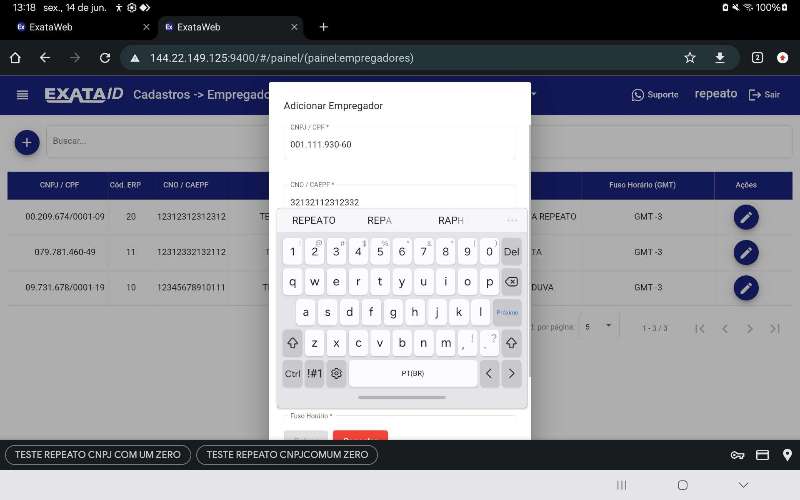 13:18 sex., 14 de jun. 100%
ExataWeb
ExataWeb
144.22.149.125:9400/#/painel/(painel:empregadores)
2
EXATAID Cadastros -> Empregado
Suporte repeato Sair
Adicionar Empregador
Buscar...
CNPJ / CPF *
001.111.930-60
CNO / CAEPF *
32132112312332
CNPJ / CPF Cód. ERP CNO / CAEPF Fuso Horário (GMT) Ações
00.209.674/0001-09 20 12312312312312 TE A REPEATO GMT -3
079.781.460-49 11 12312332132112 TA GMT -3
09.731.678/0001-19 10 12345678910111 DUVA GMT -3
por página: 5 1 - 3 / 3
REPEATO REPA RAPH ...
1 2 3 4 5 6 7 8 9 0 Del
q w e r t y u i o p
a s d f g h j k l Próximo
z x c v b n m , ! . ?
Ctrl !#1 PT(BR) < >
Fuso Horário *
TESTE REPEATO CNPJ COM UM ZERO
TESTE REPEATO CNPJCOMUM ZERO